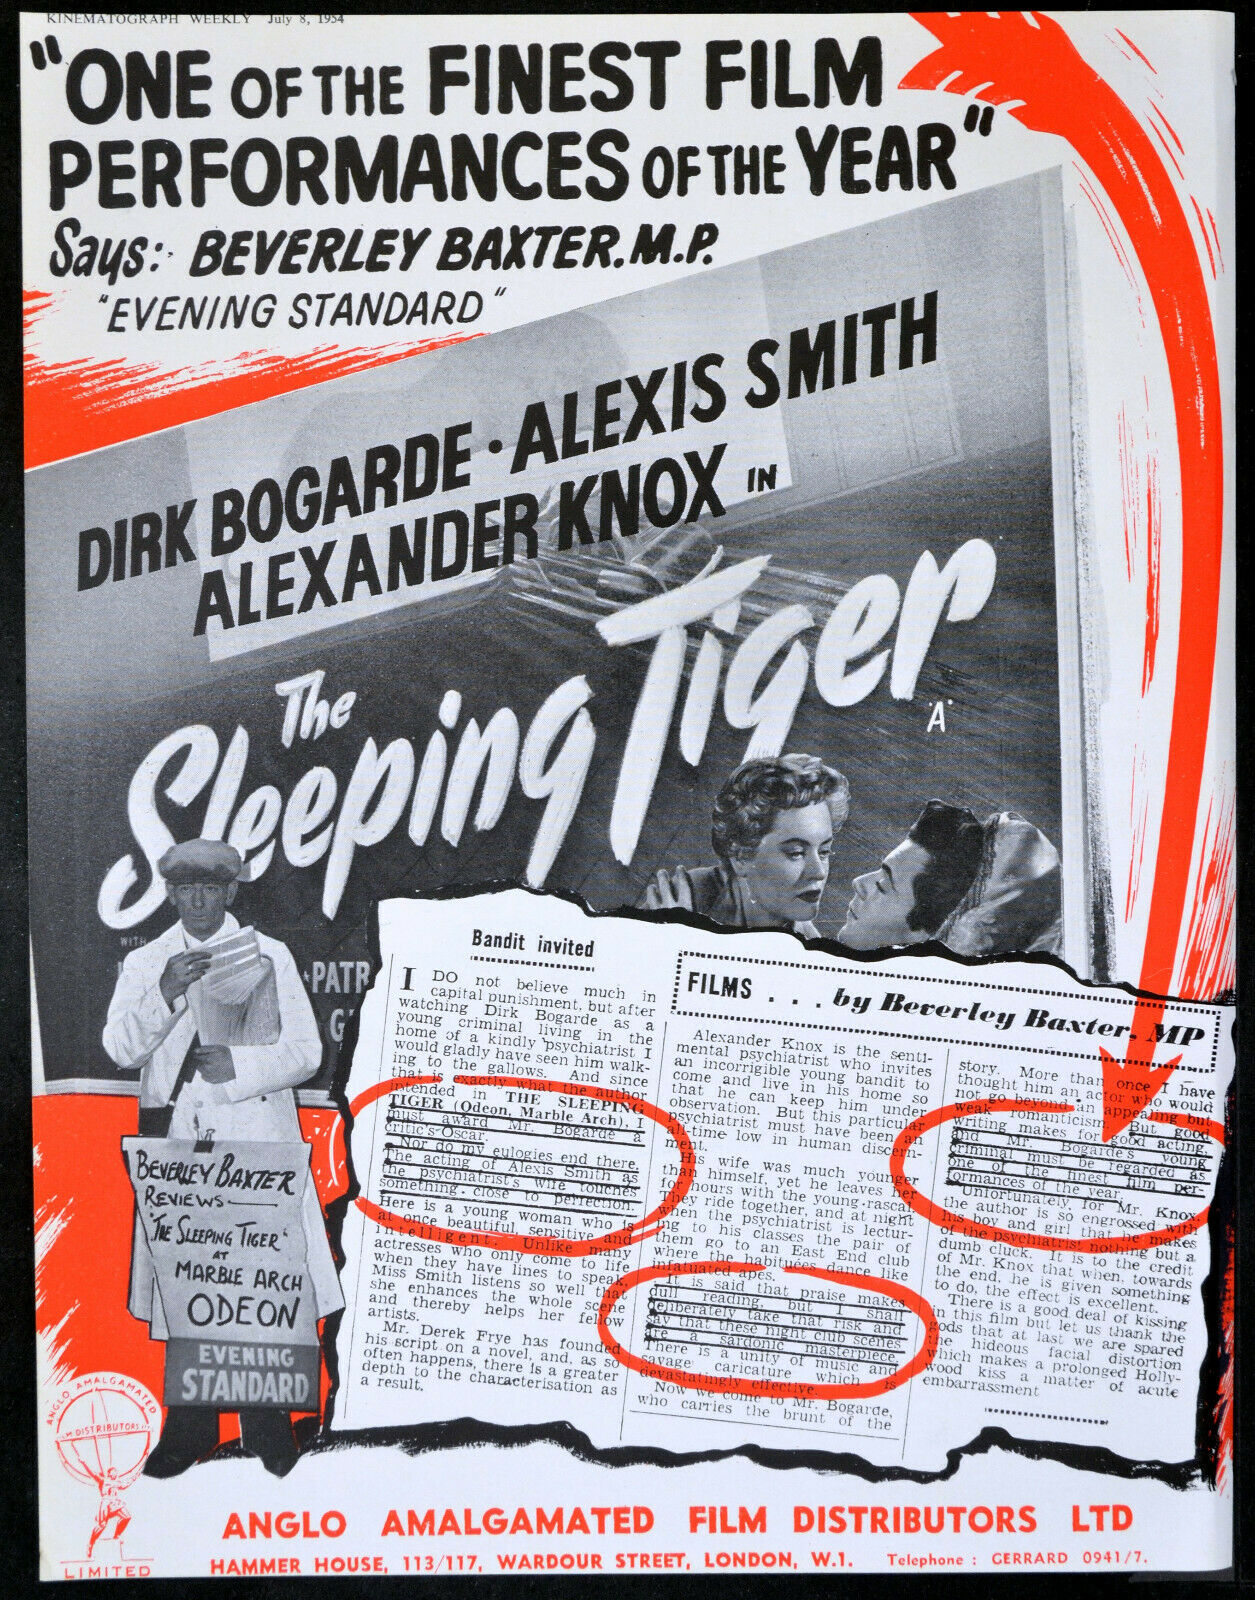 KINEMATOGRAPH WEEKLY July 8, 1954
"ONE OF THE FINEST FILM
PERFORMANCES OF THE YEAR"
Says: BEVERLEY BAXTER. M.P.
"EVENING STANDARD"
DIRK BOGARDE · ALEXIS SMITH
ALEXANDER KNOX IN
The
Sleeping Tiger
"A"
WITH
PATR
G
Bandit invited
I DO not believe much in
capital punishment, but after
watching Dirk Bogarde as a
young criminal living in the
home of a kindly psychiatrist I
would gladly have seen him walk-
ing to the gallows. And since
that is exactly what the author
intended in THE SLEEPING
TIGER (Odeon, Marble Arch), I
must award Mr. Bogarde a
critic's Oscar.
Nor do my eulogies end there.
The acting of Alexis Smith as
the psychiatrist's wife touches
something close to perfection.
Here is a young woman who is
at once beautiful, sensitive and
intelligent. Unlike many
actresses who only come to life
when they have lines to speak,
Miss Smith listens so well that
she enhances the whole scene
and thereby helps her fellow
artists.
Mr. Derek Frye has founded
his script on a novel, and, as so
often happens, there is a greater
depth to the characterisation as
a result.
FILMS . . . by Beverley Baxter, MP
Alexander Knox is the senti-
mental psychiatrist who invites
an incorrigible young bandit to
come and live in his home so
that he can keep him under
observation. But this particular
psychiatrist must have been an
all-time low in human discern-
ment.
His wife was much younger
than himself, yet he leaves her
for hours with the young rascal.
They ride together, and at night
when the psychiatrist is lectur-
ing to his classes the pair of
them go to an East End club
where the habituées dance like
infatuated apes.
It is said that praise makes
dull reading, but I shall
deliberately take that risk and
say that these night club scenes
are a sardonic masterpiece.
There is a unity of music and
savage caricature which is
devastatingly effective.
Now we come to Mr. Bogarde,
who carries the brunt of the
story. More than once I have
thought him an actor who would
not go beyond an appealing but
weak romanticism. But good
writing makes for good acting,
and Mr. Bogarde's young
criminal must be regarded as
one of the finest film per-
formances of the year.
Unfortunately, for Mr. Knox,
the author is so engrossed with
his boy and girl that he makes
of the psychiatrist nothing but a
dumb cluck. It is to the credit
of Mr. Knox that when, towards
the end, he is given something
to do, the effect is excellent.
There is a good deal of kissing
in this film but let us thank the
gods that at last we are spared
the hideous facial distortion
which makes a prolonged Holly-
wood kiss a matter of acute
embarrassment
BEVERLEY BAXTER
REVIEWS
"THE SLEEPING TIGER"
AT
MARBLE ARCH
ODEON
EVENING
STANDARD
ANGLO AMALGAMATED
FILM DISTRIBUTORS LTD
LIMITED
ANGLO AMALGAMATED FILM DISTRIBUTORS LTD
HAMMER HOUSE, 113/117, WARDOUR STREET, LONDON, W.1. Telephone : GERRARD 0941/7.